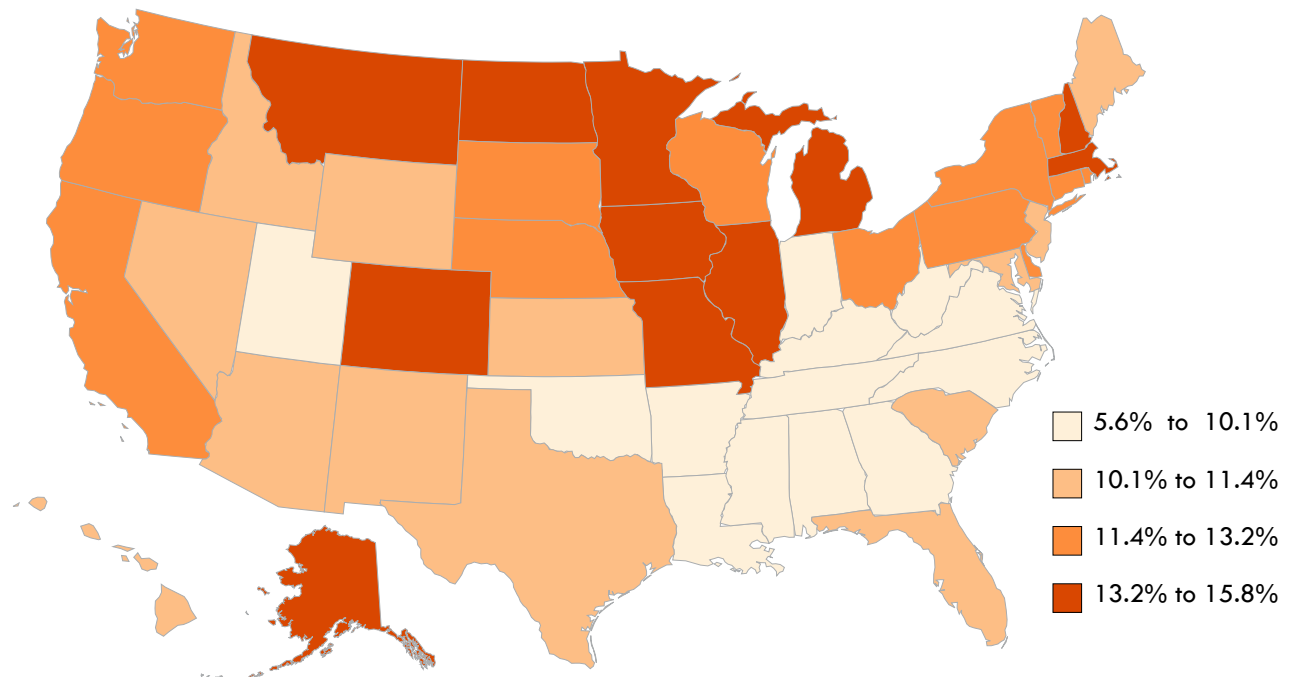 5.6% to 10.1%
10.1% to 11.4%
11.4% to 13.2%
13.2% to 15.8%